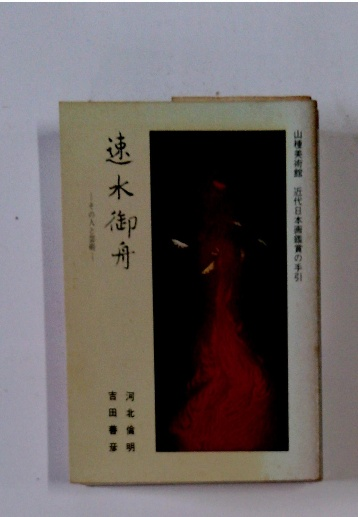 山種美術館 近代日本画鑑賞の手引
速水御舟
—その人と芸術—
河北倫明
吉田善彦